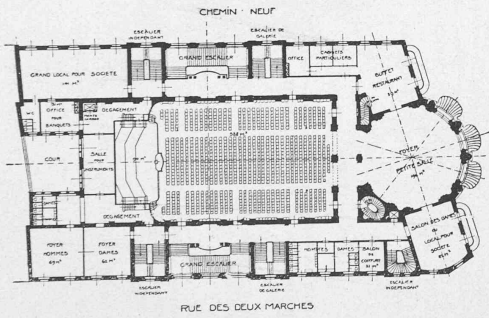 CHEMIN · NEUF
ESCALIER
INDEPENDANT
ESCALIER DE
GALERIE
GRAND ESCALIER
OFFICE
CABINETS
PARTICULIERS
BUFFET
RESTAURANT
GRAND LOCAL POUR SOCIETE
OFFICE
POUR
BANQUETS
DEGAGEMENT
COUR
SALLE
POUR
INSTRUMENTS
FOYER
PETITE SALLE
DEGAGEMENT
FOYER
HOMMES
FOYER
DAMES
GRAND ESCALIER
HOMMES
DAMES
SALON
DE
COIFFURE
SALON DES DAMES
OU
LOCAL POUR
SOCIETE
ESCALIER
INDEPENDANT
ESCALIER
DE GALERIE
ESCALIER
INDEPENDANT
RUE DES DEUX MARCHES